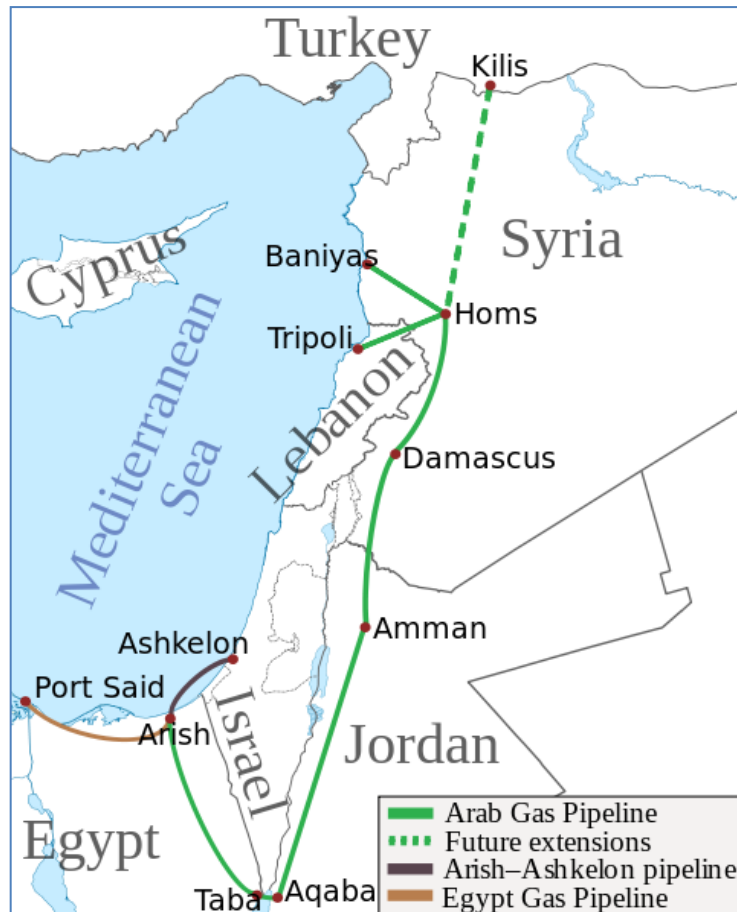 Turkey
Kilis
Syria
Cyprus
Baniyas
Homs
Tripoli
Mediterranean
Sea
Lebanon
Damascus
Amman
Ashkelon
Port Said
Arish
Israel
Jordan
Egypt
Taba
Aqaba
Arab Gas Pipeline
Future extensions
Arish–Ashkelon pipeline
Egypt Gas Pipeline